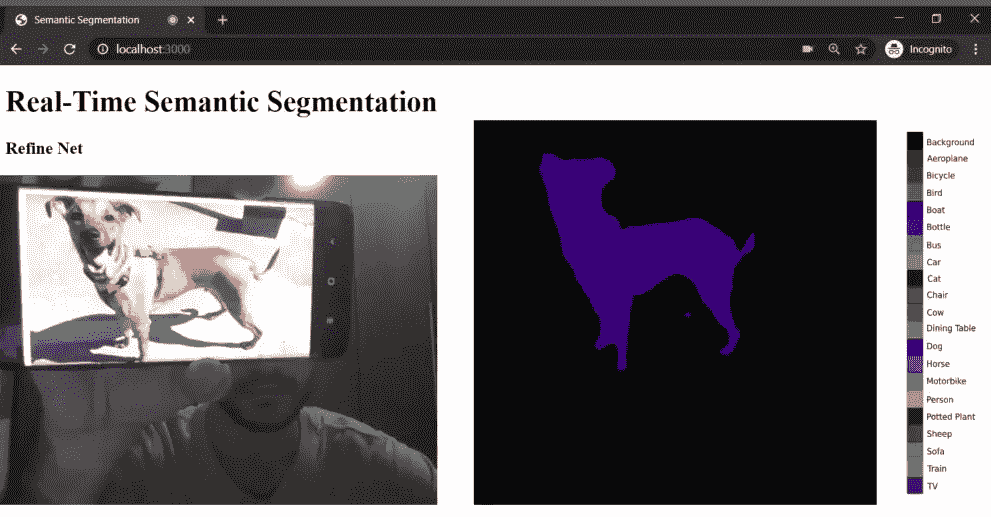 Semantic Segmentation
localhost:3000
Incognito
Real-Time Semantic Segmentation
Refine Net
Background
Aeroplane
Bicycle
Bird
Boat
Bottle
Bus
Car
Cat
Chair
Cow
Dining Table
Dog
Horse
Motorbike
Person
Potted Plant
Sheep
Sofa
Train
TV